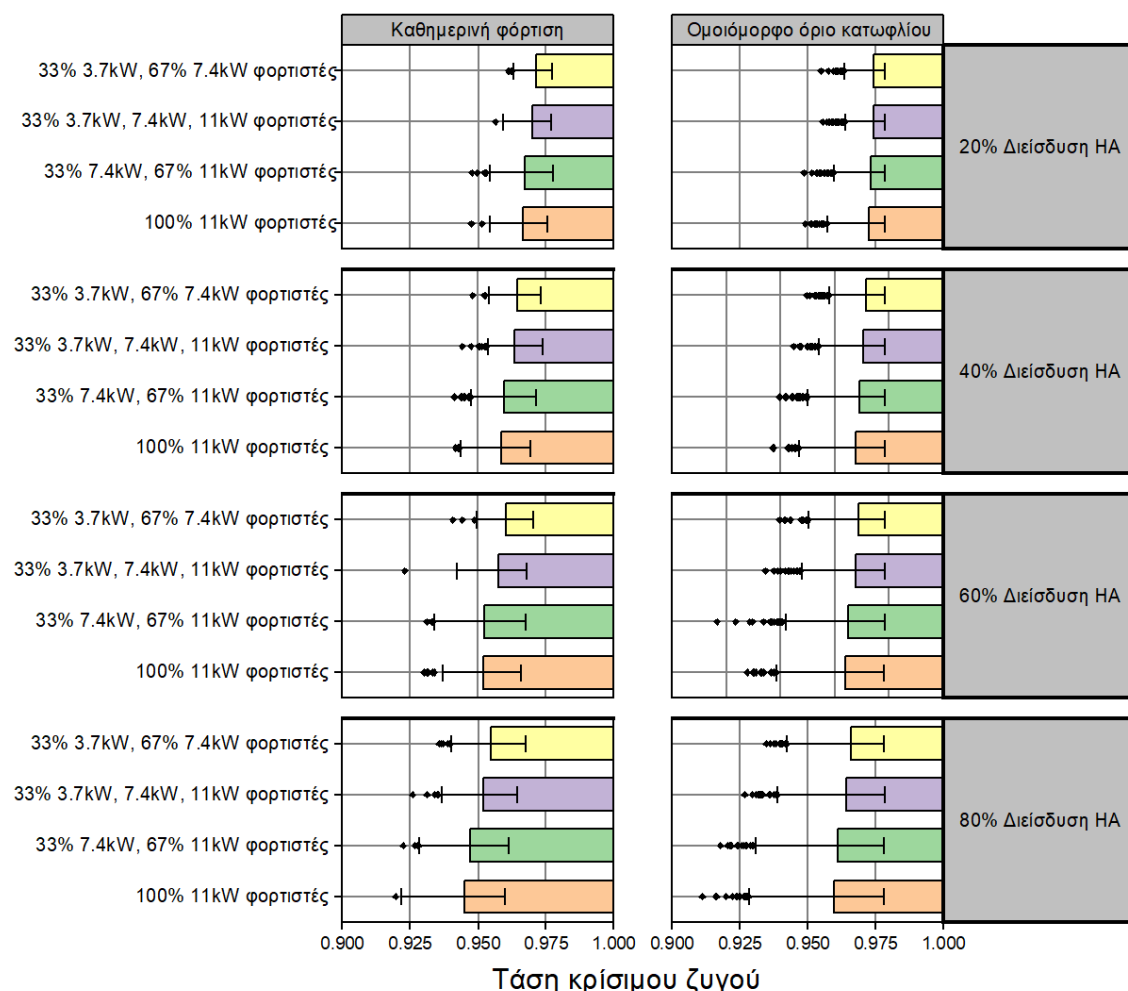 Καθημερινή φόρτιση
Ομοιόμορφο όριο κατωφλίου
33% 3.7kW, 67% 7.4kW φορτιστές
33% 3.7kW, 7.4kW, 11kW φορτιστές
33% 7.4kW, 67% 11kW φορτιστές
100% 11kW φορτιστές
20% Διείσδυση ΗΑ
33% 3.7kW, 67% 7.4kW φορτιστές
33% 3.7kW, 7.4kW, 11kW φορτιστές
33% 7.4kW, 67% 11kW φορτιστές
100% 11kW φορτιστές
40% Διείσδυση ΗΑ
33% 3.7kW, 67% 7.4kW φορτιστές
33% 3.7kW, 7.4kW, 11kW φορτιστές
33% 7.4kW, 67% 11kW φορτιστές
100% 11kW φορτιστές
60% Διείσδυση ΗΑ
33% 3.7kW, 67% 7.4kW φορτιστές
33% 3.7kW, 7.4kW, 11kW φορτιστές
33% 7.4kW, 67% 11kW φορτιστές
100% 11kW φορτιστές
80% Διείσδυση ΗΑ
0.900 0.925 0.950 0.975 1.000
0.900 0.925 0.950 0.975 1.000
Τάση κρίσιμου ζυγού